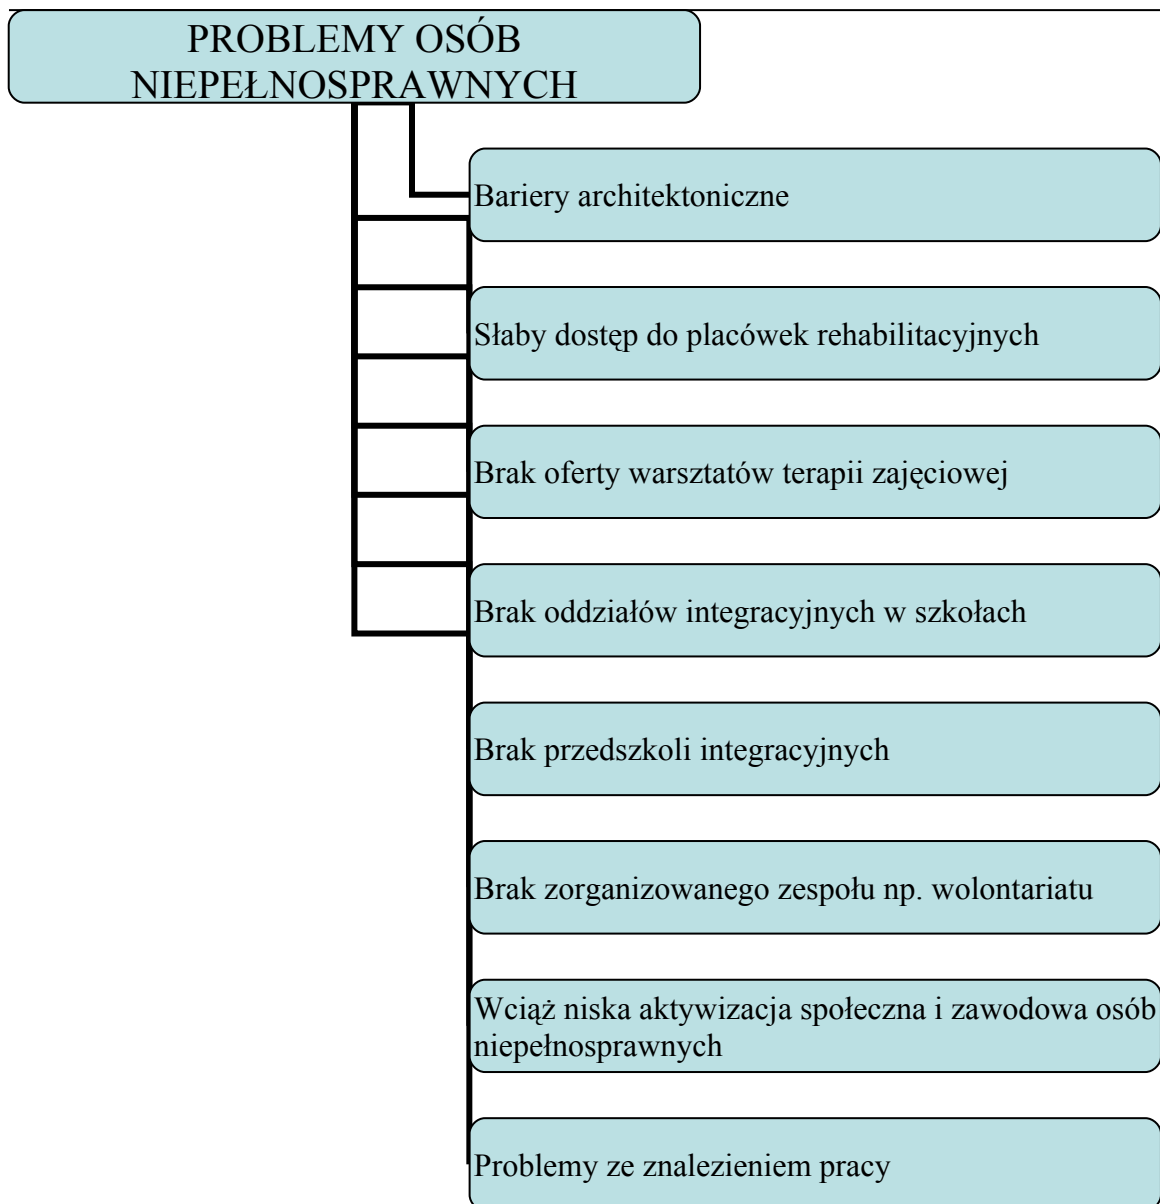 PROBLEMY OSÓB
NIEPEŁNOSPRAWNYCH
Bariery architektoniczne
Słaby dostęp do placówek rehabilitacyjnych
Brak oferty warsztatów terapii zajęciowej
Brak oddziałów integracyjnych w szkołach
Brak przedszkoli integracyjnych
Brak zorganizowanego zespołu np. wolontariatu
Wciąż niska aktywizacja społeczna i zawodowa osób
niepełnosprawnych
Problemy ze znalezieniem pracy